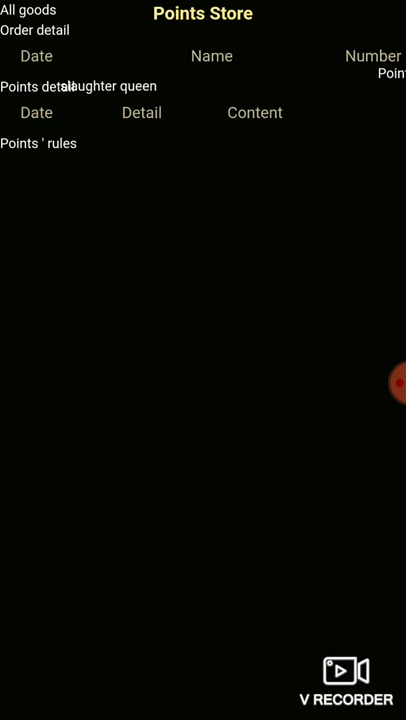 All goods
Points Store
Order detail
Date Name Number
Poin
Points detail slaughter queen
Date Detail Content
Points ' rules
V RECORDER